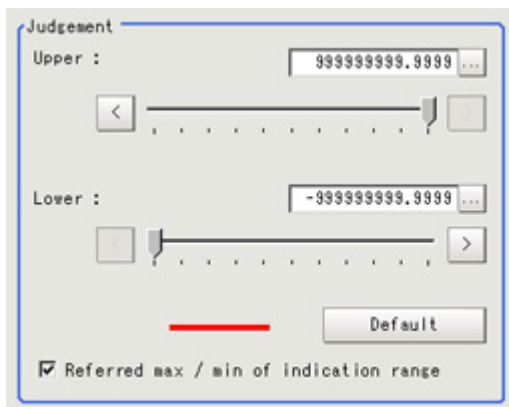 Judgement
Upper :
999999999.9999 ...
<
>
Lower :
-999999999.9999 ...
<
>
Default
Referred max / min of indication range